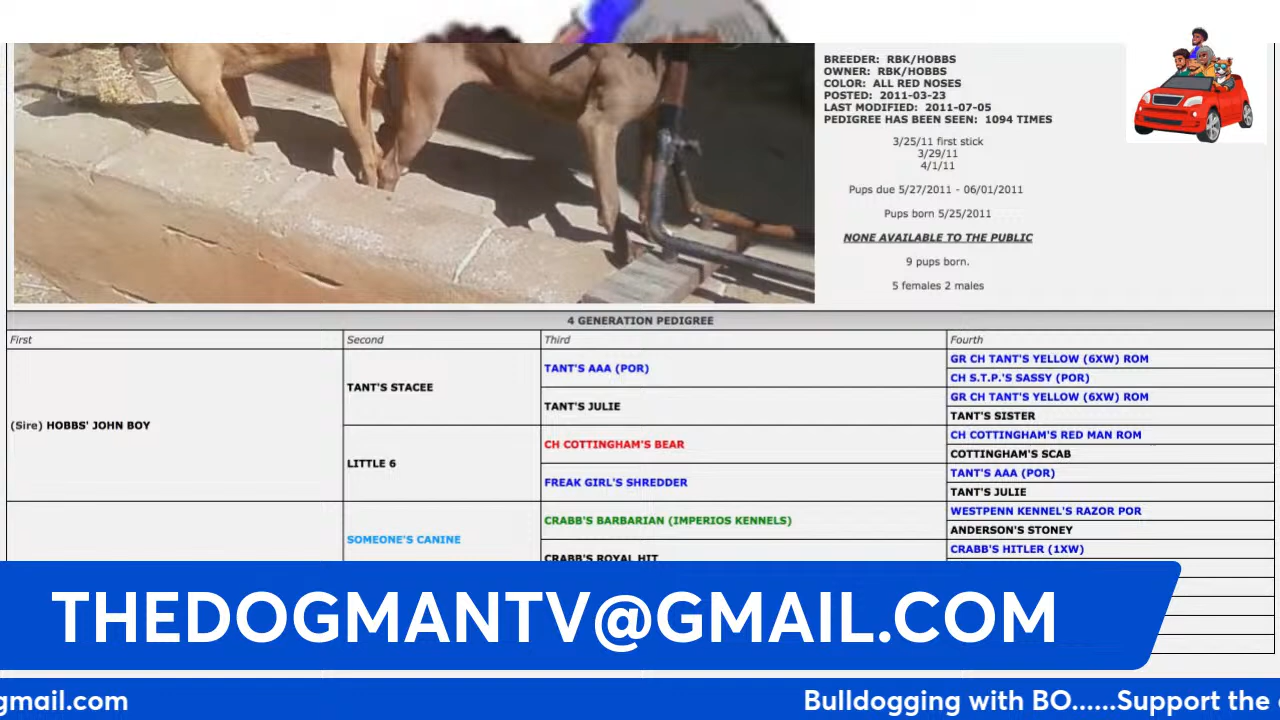 BREEDER: RBK/HOBBS
OWNER: RBK/HOBBS
COLOR: ALL RED NOSES
POSTED: 2011-03-23
LAST MODIFIED: 2011-07-05
PEDIGREE HAS BEEN SEEN: 1094 TIMES
3/25/11 first stick
3/29/11
4/1/11
Pups due 5/27/2011 - 06/01/2011
Pups born 5/25/2011
NONE AVAILABLE TO THE PUBLIC
9 pups born.
5 females 2 males
4 GENERATION PEDIGREE
First Second Third Fourth
(Sire) HOBBS' JOHN BOY
TANT'S STACEE
LITTLE 6
SOMEONE'S CANINE
TANT'S AAA (POR)
TANT'S JULIE
CH COTTINGHAM'S BEAR
FREAK GIRL'S SHREDDER
CRABB'S BARBARIAN (IMPERIOS KENNELS)
CRABB'S ROYAL HIT
GR CH TANT'S YELLOW (6XW) ROM
CH S.T.P.'S SASSY (POR)
GR CH TANT'S YELLOW (6XW) ROM
TANT'S SISTER
CH COTTINGHAM'S RED MAN ROM
COTTINGHAM'S SCAB
TANT'S AAA (POR)
TANT'S JULIE
WESTPENN KENNEL'S RAZOR POR
ANDERSON'S STONEY
CRABB'S HITLER (1XW)
THEDOGMANTV@GMAIL.COM
gmail.com Bulldogging with BO......Support the